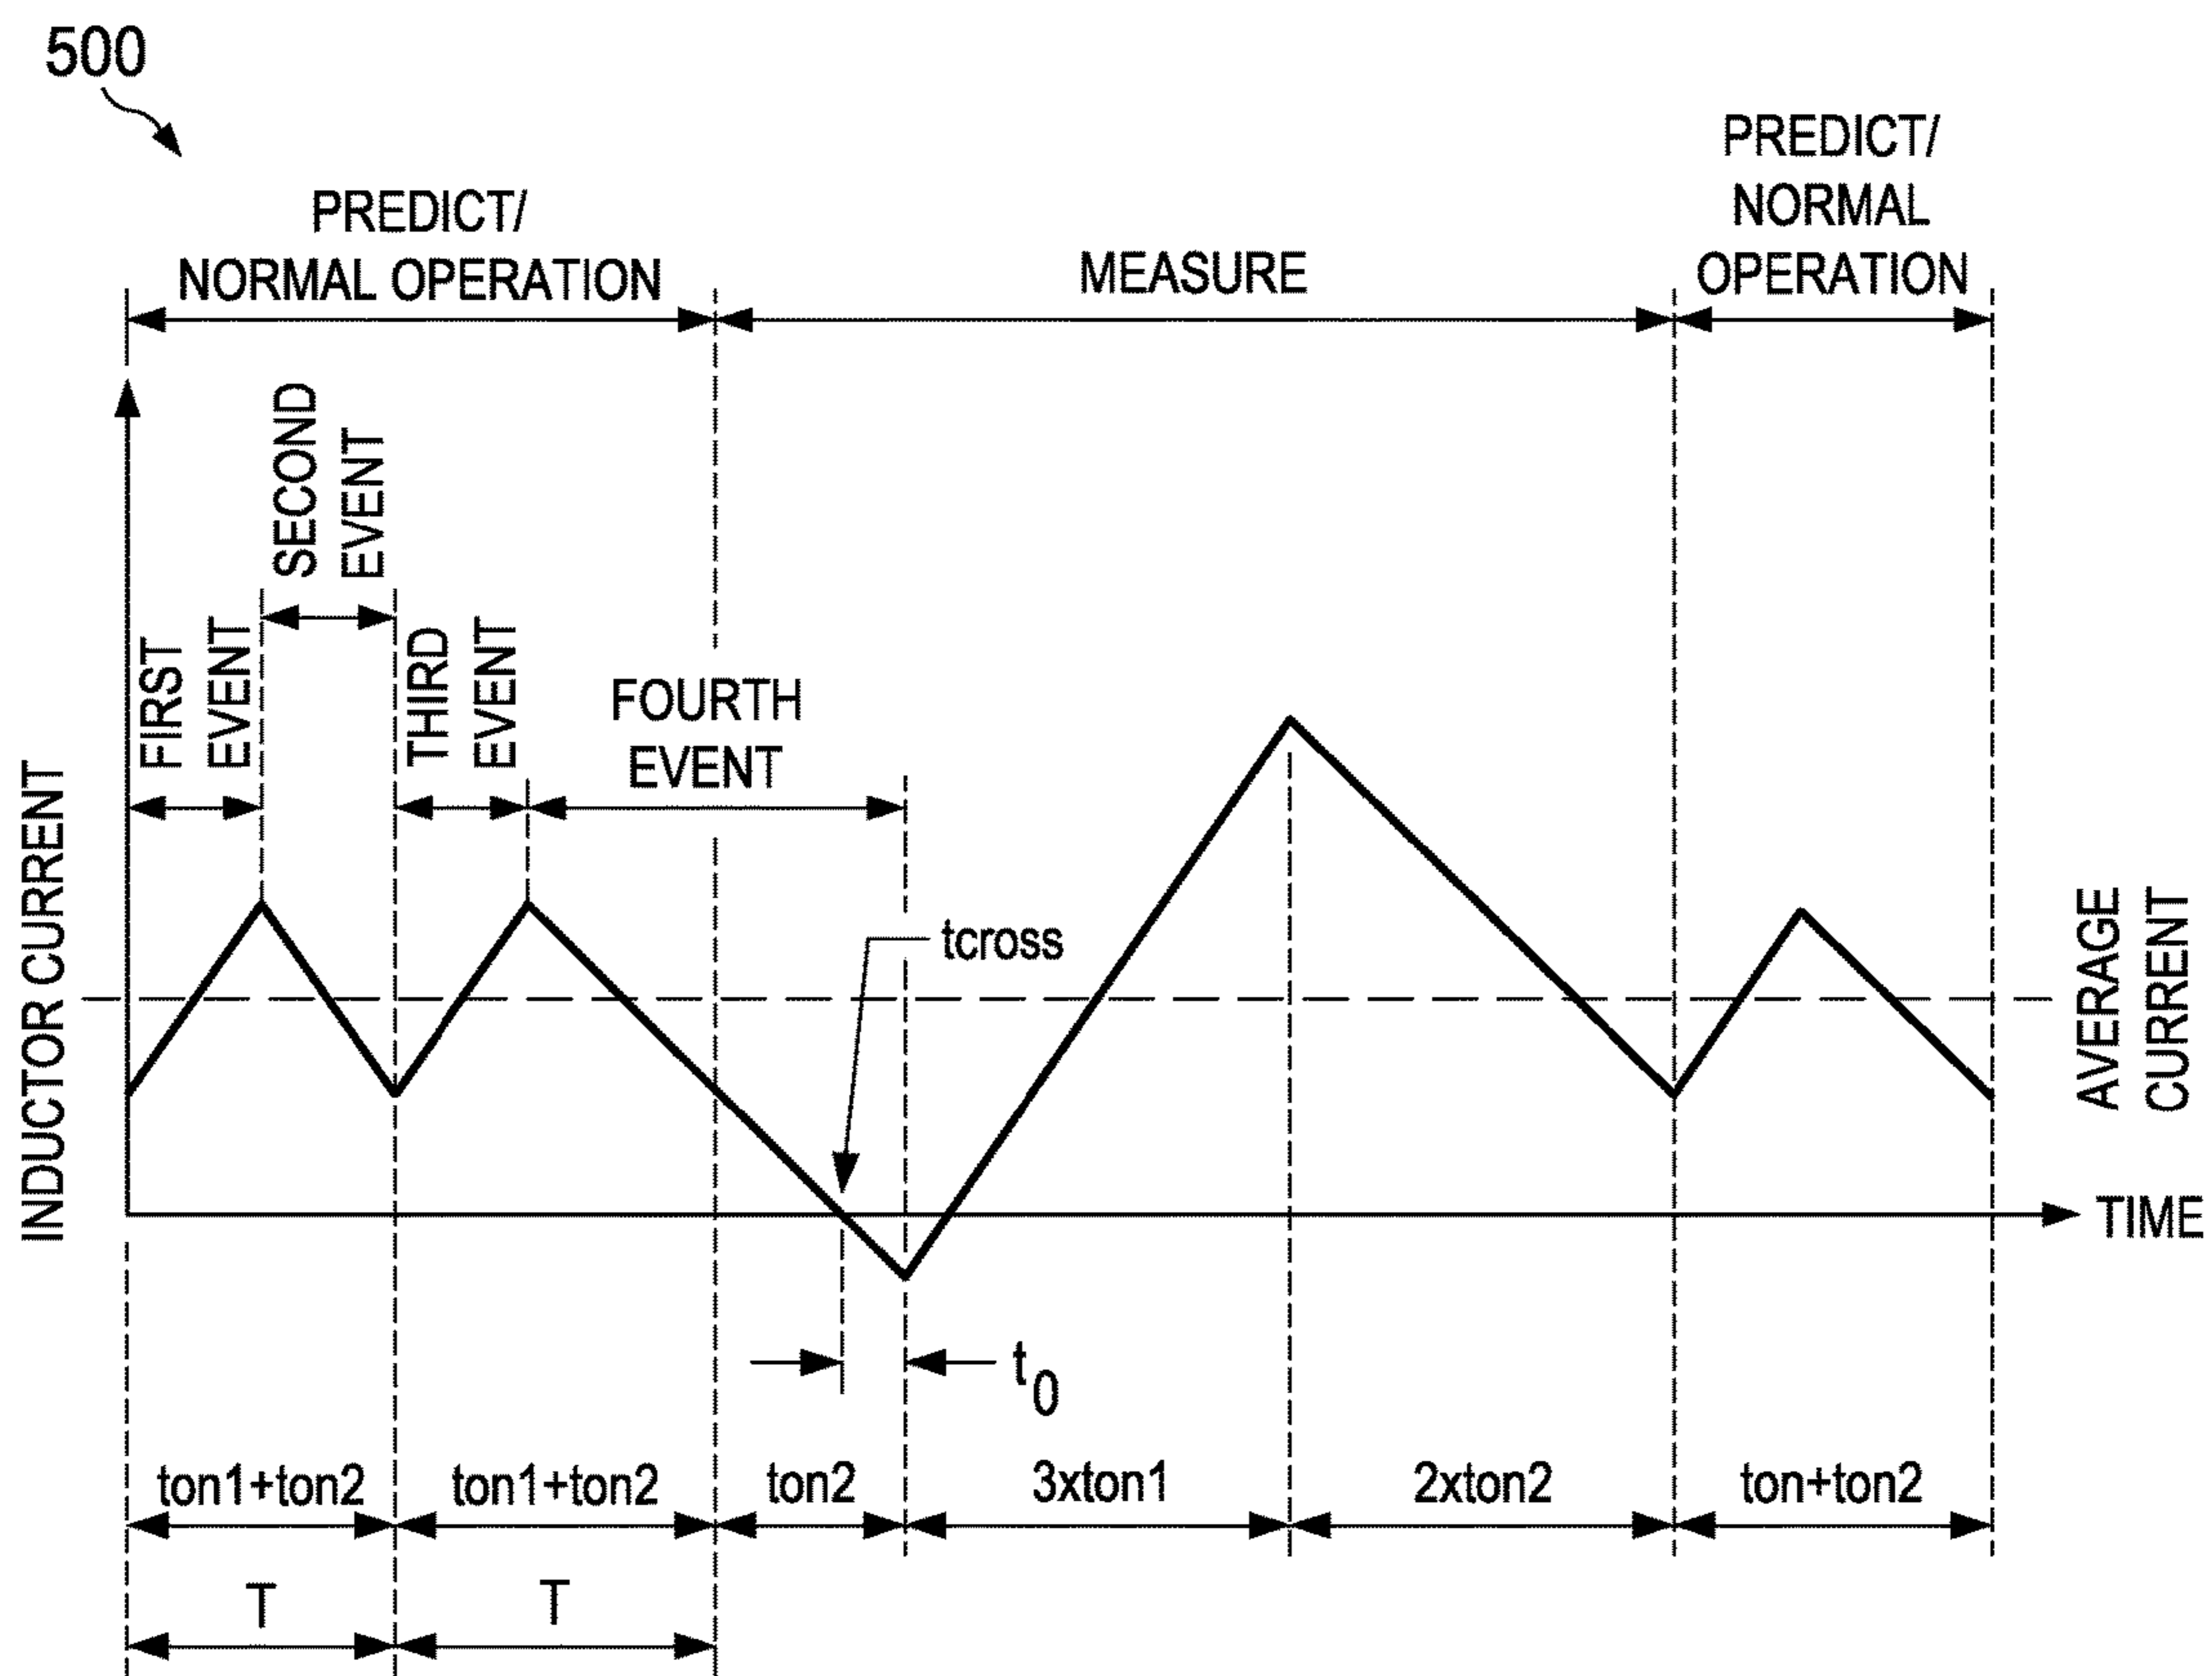 500
PREDICT/
NORMAL OPERATION
MEASURE
PREDICT/
NORMAL
OPERATION
FIRST
EVENT
SECOND
EVENT
THIRD
EVENT
FOURTH
EVENT
INDUCTOR CURRENT
tcross
AVERAGE
CURRENT
TIME
t0
ton1+ton2
ton1+ton2
ton2
3xton1
2xton2
ton+ton2
T
T